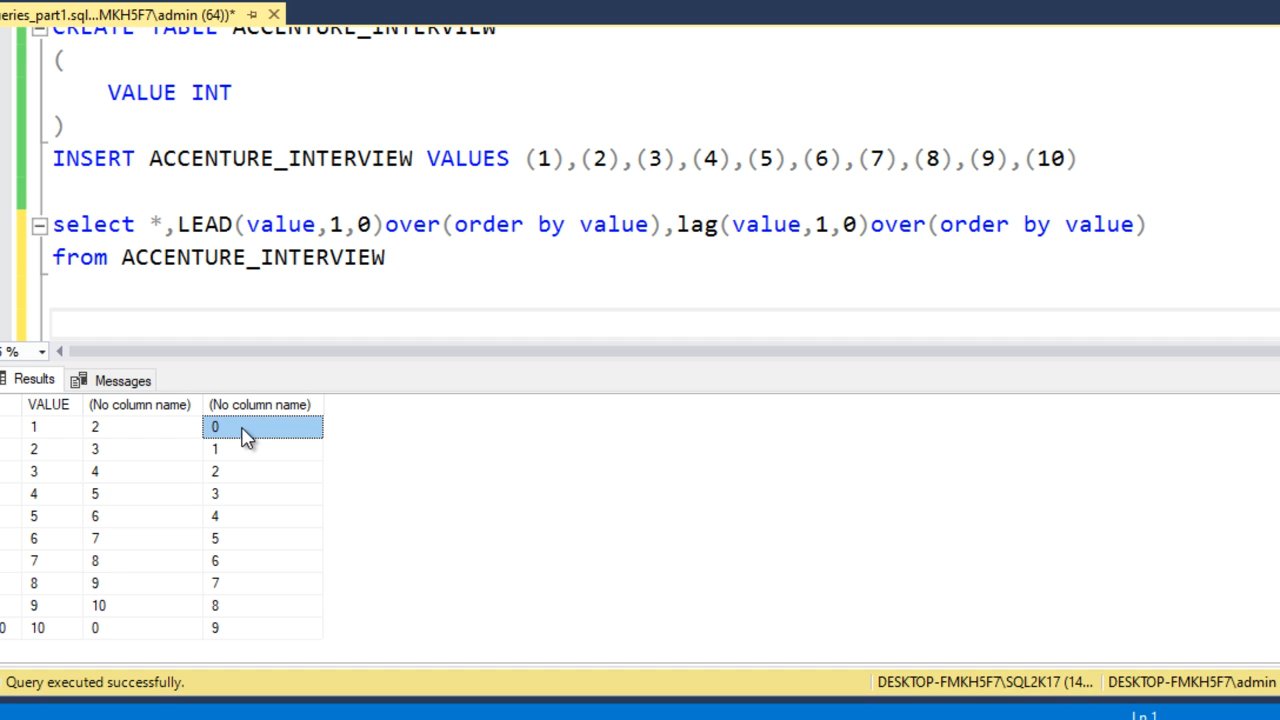 eries_part1.sql...MKH5F7\admin (64))*
CREATE TABLE ACCENTURE_INTERVIEW
(
VALUE INT
)
INSERT ACCENTURE_INTERVIEW VALUES (1),(2),(3),(4),(5),(6),(7),(8),(9),(10)
select *,LEAD(value,1,0)over(order by value),lag(value,1,0)over(order by value)
from ACCENTURE_INTERVIEW
%
Results Messages
VALUE (No column name) (No column name)
1 2 0
2 3 1
3 4 2
4 5 3
5 6 4
6 7 5
7 8 6
8 9 7
9 10 8
0 10 0 9
Query executed successfully. DESKTOP-FMKH5F7\SQL2K17 (14... DESKTOP-FMKH5F7\admin
Ln 1